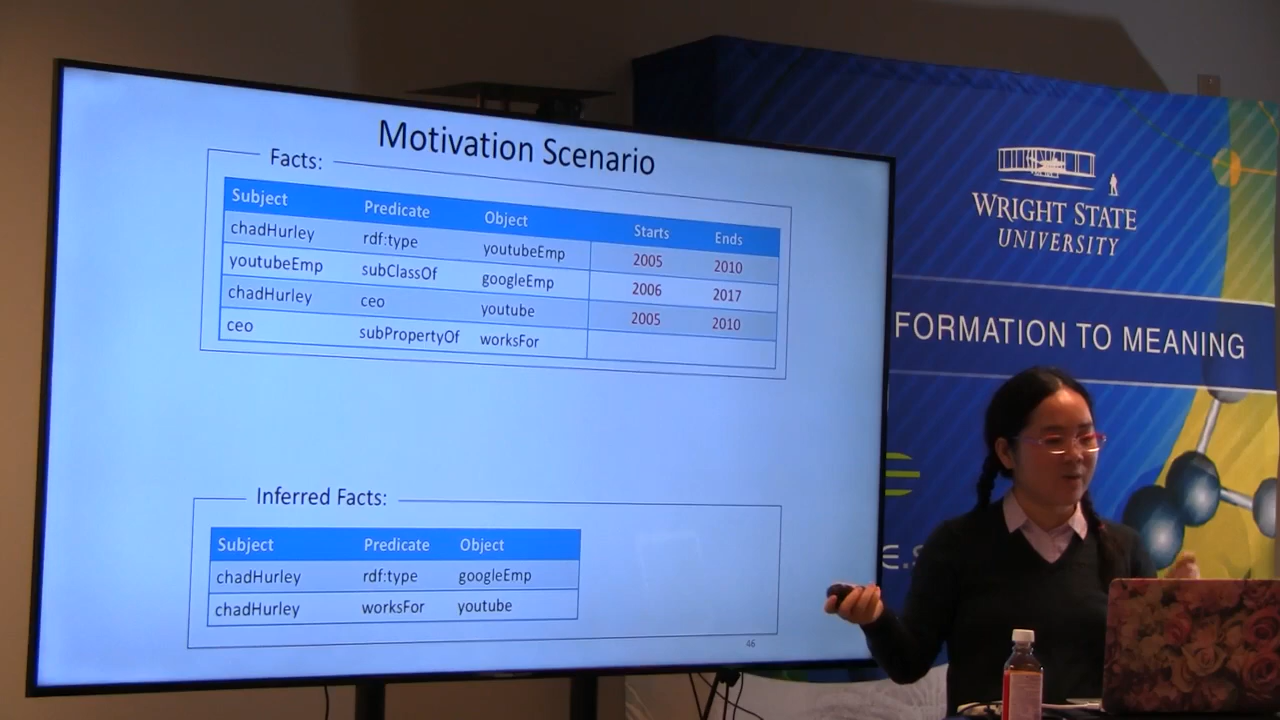 Motivation Scenario
Facts:
Subject Predicate Object Starts Ends
chadHurley rdf:type youtubeEmp 2005 2010
youtubeEmp subClassOf googleEmp 2006 2017
chadHurley ceo youtube 2005 2010
ceo subPropertyOf worksFor
Inferred Facts:
Subject Predicate Object
chadHurley rdf:type googleEmp
chadHurley worksFor youtube
46
WRIGHT STATE
UNIVERSITY
FORMATION TO MEANING